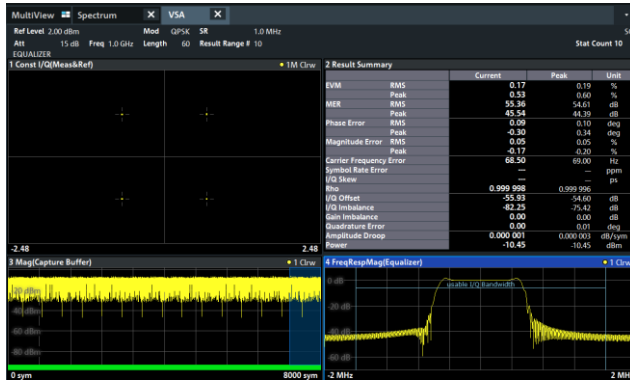 MultiView Spectrum X VSA X
Ref Level 2.00 dBm Mod QPSK SR 1.0 MHz
Att 15 dB Freq 1.0 GHz Length 60 Result Range # 10 Stat Count 10
EQUALIZER
1 Const I/Q(Meas&Ref) 1M Clrw
-2.48 2.48
2 Result Summary
Current Peak Unit
EVM RMS 0.17 0.19 %
Peak 0.53 0.60 %
MER RMS 55.36 54.61 dB
Peak 45.54 44.39 dB
Phase Error RMS 0.09 0.10 deg
Peak -0.30 0.34 deg
Magnitude Error RMS 0.05 0.05 %
Peak -0.17 -0.20 %
Carrier Frequency Error 68.50 69.00 Hz
Symbol Rate Error --- --- ppm
I/Q Skew --- --- ps
Rho 0.999 998 0.999 996
I/Q Offset -55.93 -54.60 dB
I/Q Imbalance -82.25 -75.42 dB
Gain Imbalance 0.00 0.00 dB
Quadrature Error 0.00 0.01 deg
Amplitude Droop 0.000 001 0.000 003 dB/sym
Power -10.45 -10.45 dBm
3 Mag(Capture Buffer) 1 Clrw
-20 dBm
-40 dBm
-60 dBm
-80 dBm
0 sym 8000 sym
4 FreqRespMag(Equalizer) 1 Clrw
0 dB
usable I/Q Bandwidth
-20 dB
-40 dB
-60 dB
-2 MHz 2 MH